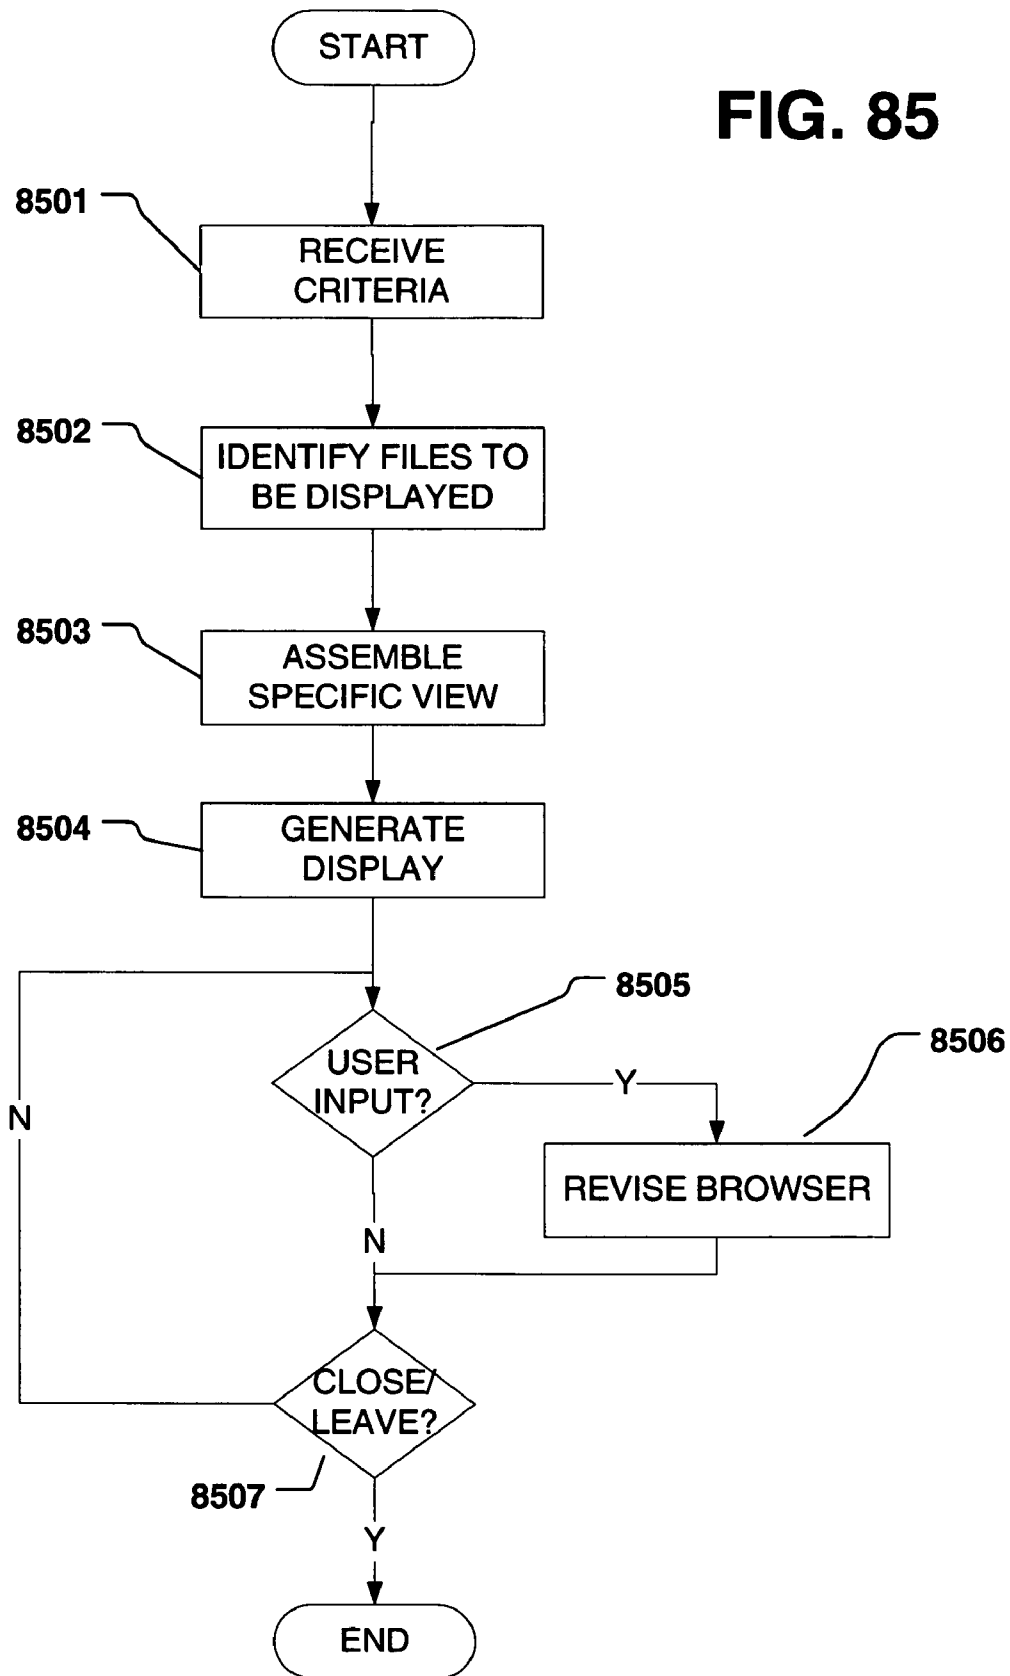 START
FIG. 85
8501
RECEIVE
CRITERIA
8502
IDENTIFY FILES TO
BE DISPLAYED
8503
ASSEMBLE
SPECIFIC VIEW
8504
GENERATE
DISPLAY
8505
USER
INPUT?
Y
8506
REVISE BROWSER
N
N
CLOSE/
LEAVE?
8507
Y
END